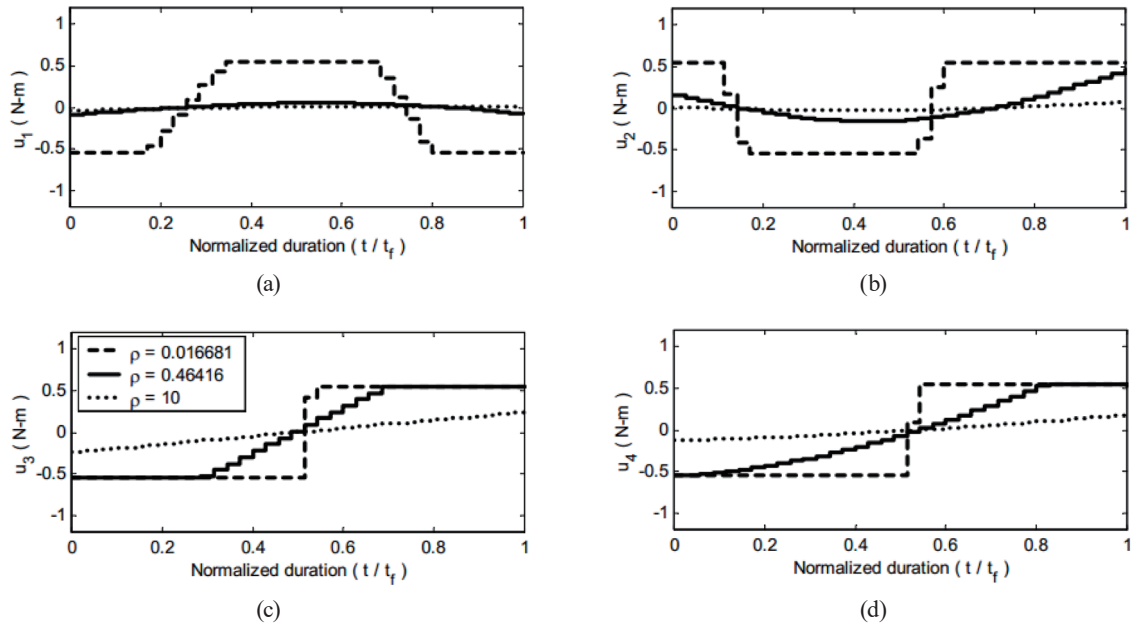 u1 ( N-m)
1
0.5
0
-0.5
-1
0 0.2 0.4 0.6 0.8 1
Normalized duration ( t / tf )
(a)
u2 ( N-m)
1
0.5
0
-0.5
-1
0 0.2 0.4 0.6 0.8 1
Normalized duration ( t / tf )
(b)
u3 ( N-m)
1
0.5
0
-0.5
-1
ρ = 0.016681
ρ = 0.46416
ρ = 10
0 0.2 0.4 0.6 0.8 1
Normalized duration ( t / tf )
(c)
u4 ( N-m)
1
0.5
0
-0.5
-1
0 0.2 0.4 0.6 0.8 1
Normalized duration ( t / tf )
(d)